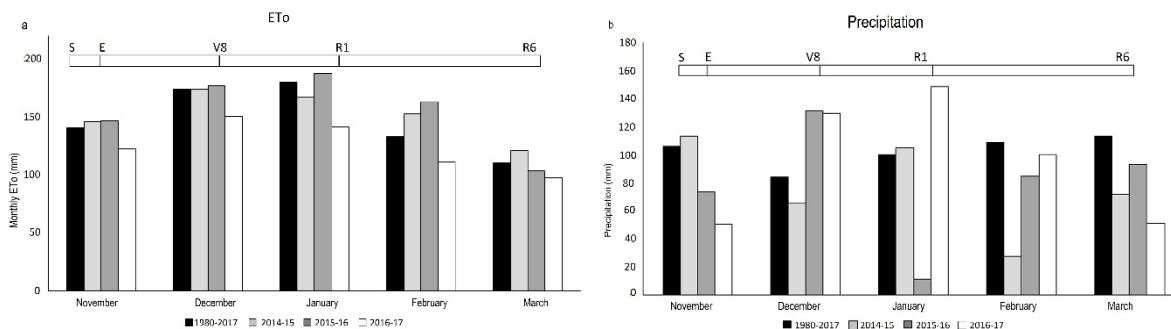 a
ETo
S E V8 R1 R6
200
150
100
50
0
Monthly ETo (mm)
November December January February March
1980-2017 2014-15 2015-16 2016-17
b
Precipitation
S E V8 R1 R6
180
160
140
120
100
80
60
40
20
0
Precipitation (mm)
November December January February March
1980-2017 2014-15 2015-16 2016-17